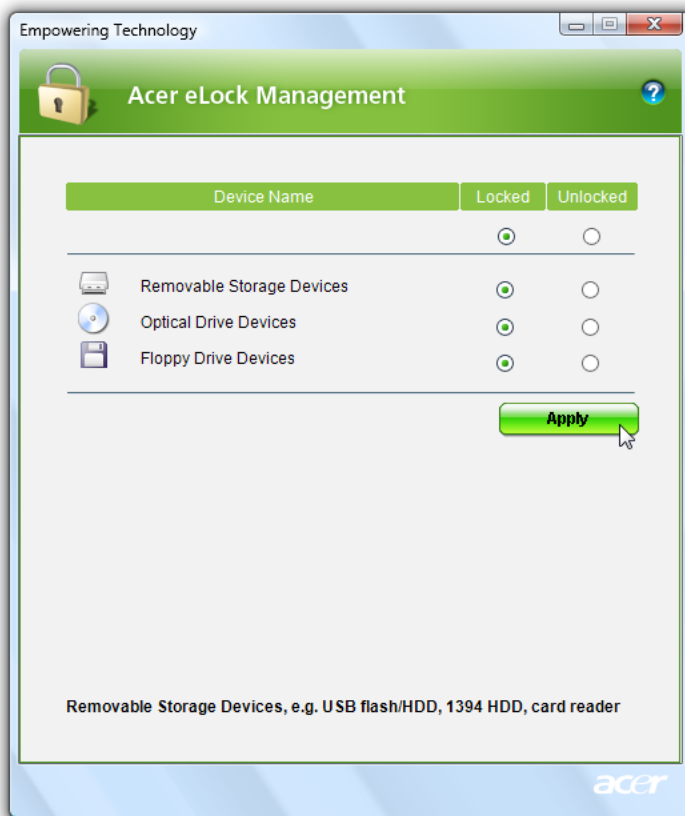 Empowering Technology
Acer eLock Management
?
Device Name Locked Unlocked
Removable Storage Devices
Optical Drive Devices
Floppy Drive Devices
Apply
Removable Storage Devices, e.g. USB flash/HDD, 1394 HDD, card reader
acer